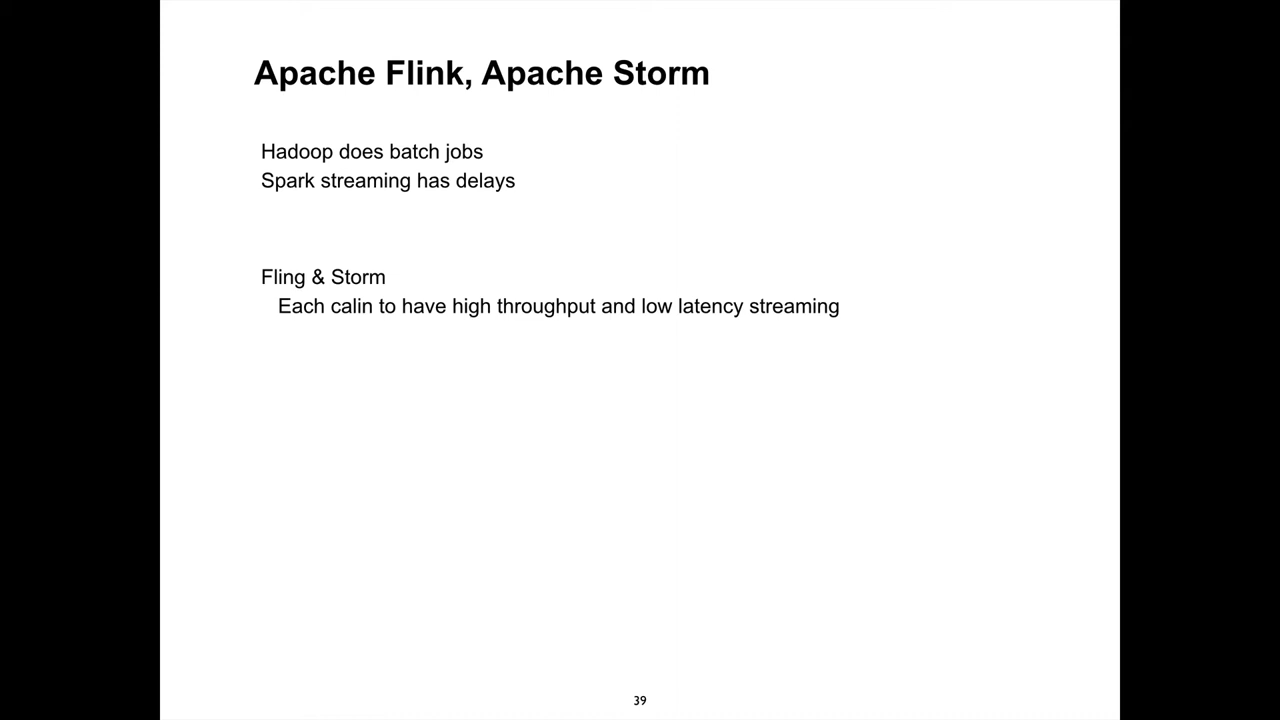 Apache Flink, Apache Storm
Hadoop does batch jobs
Spark streaming has delays
Fling & Storm
Each calin to have high throughput and low latency streaming
39